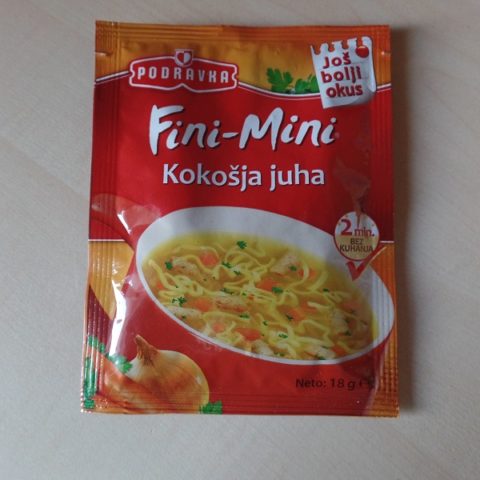 PODRAVKA
Još
bolji
okus
Fini-Mini
Kokošja juha
2 min.
BEZ
KUHANJA
Neto: 18 g e